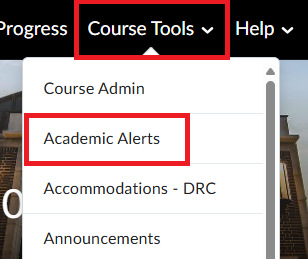 Progress Course Tools Help
Course Admin
Academic Alerts
Accommodations - DRC
Announcements